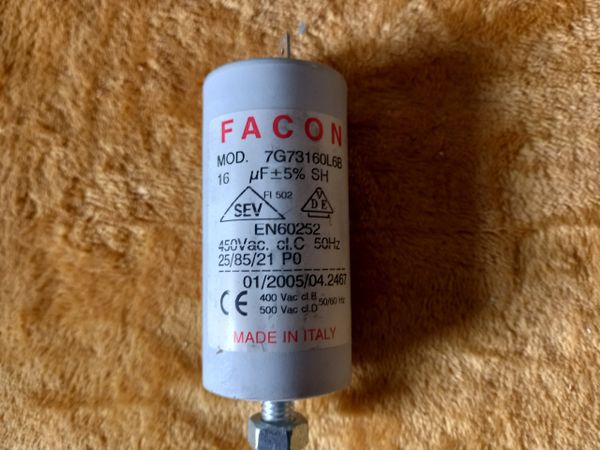 FACON
MOD. 7G73160L6B
16 µF±5% SH
FI 502
SEV
VDE
EN60252
450Vac. cl.C 50Hz
25/85/21 P0
01/2005/04.2467
CE 400 Vac cl.B 50/60 Hz
500 Vac cl.D
MADE IN ITALY